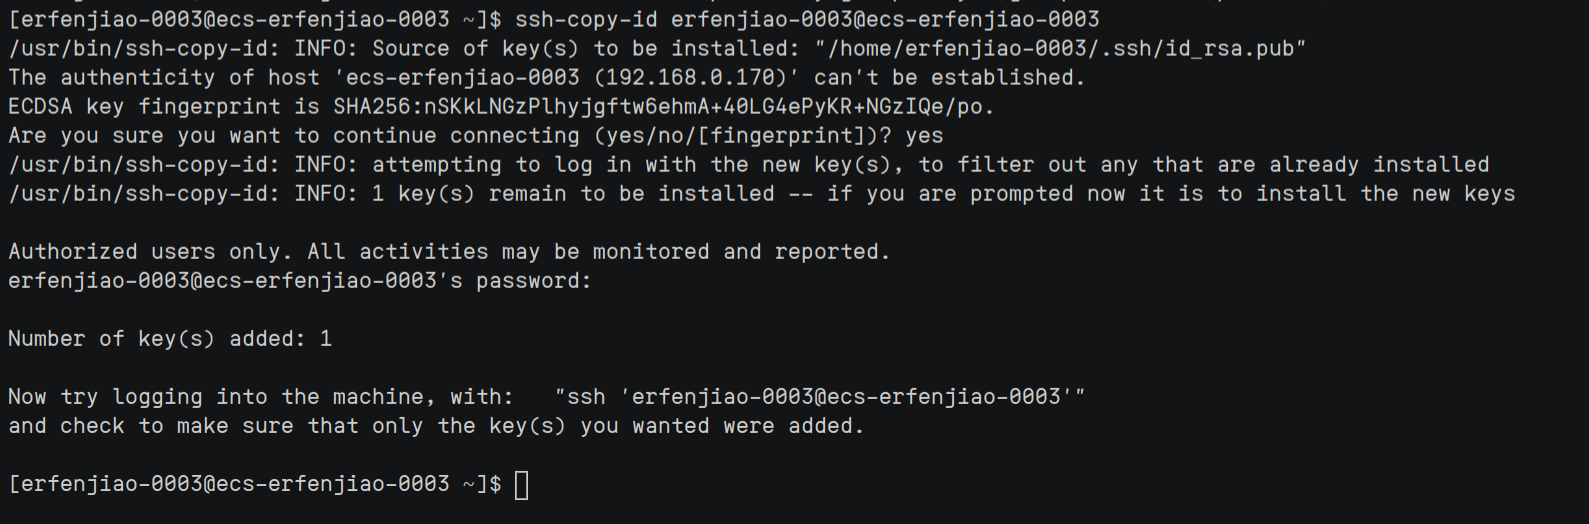 [erfenjiao-0003@ecs-erfenjiao-0003 ~]$ ssh-copy-id erfenjiao-0003@ecs-erfenjiao-0003
/usr/bin/ssh-copy-id: INFO: Source of key(s) to be installed: "/home/erfenjiao-0003/.ssh/id_rsa.pub"
The authenticity of host 'ecs-erfenjiao-0003 (192.168.0.170)' can't be established.
ECDSA key fingerprint is SHA256:nSKkLNGzPlhyjgftw6ehmA+40LG4ePyKR+NGzIQe/po.
Are you sure you want to continue connecting (yes/no/[fingerprint])? yes
/usr/bin/ssh-copy-id: INFO: attempting to log in with the new key(s), to filter out any that are already installed
/usr/bin/ssh-copy-id: INFO: 1 key(s) remain to be installed -- if you are prompted now it is to install the new keys
Authorized users only. All activities may be monitored and reported.
erfenjiao-0003@ecs-erfenjiao-0003's password:
Number of key(s) added: 1
Now try logging into the machine, with:   "ssh 'erfenjiao-0003@ecs-erfenjiao-0003'"
and check to make sure that only the key(s) you wanted were added.
[erfenjiao-0003@ecs-erfenjiao-0003 ~]$